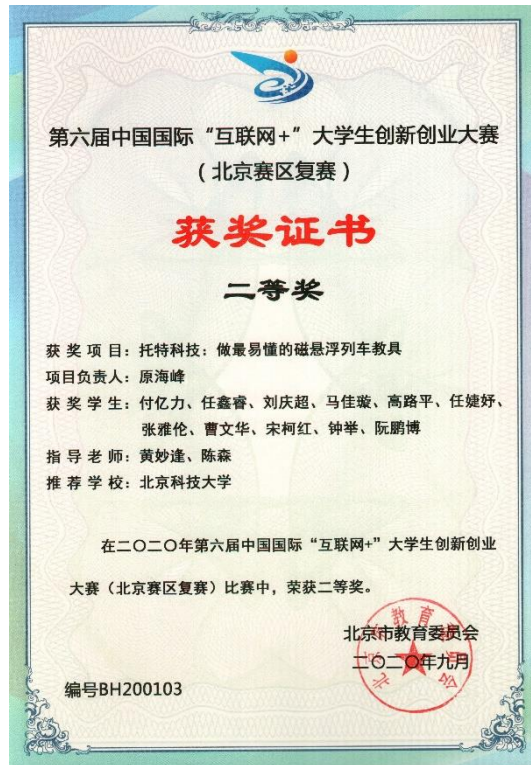 第六届中国国际“互联网+”大学生创新创业大赛
（北京赛区复赛）
获奖证书
二等奖
获奖项目：托特科技：做最易懂的磁悬浮列车教具
项目负责人：原海峰
获奖学生：付亿力、任鑫睿、刘庆超、马佳璇、高路平、任婕妤、
张雅伦、曹文华、宋柯红、钟举、阮鹏博
指导老师：黄妙逢、陈森
推荐学校：北京科技大学
在二〇二〇年第六届中国国际“互联网+”大学生创新创业
大赛（北京赛区复赛）比赛中，荣获二等奖。
北京市教育委员会
二〇二〇年九月
北京市教育委员会
编号BH200103